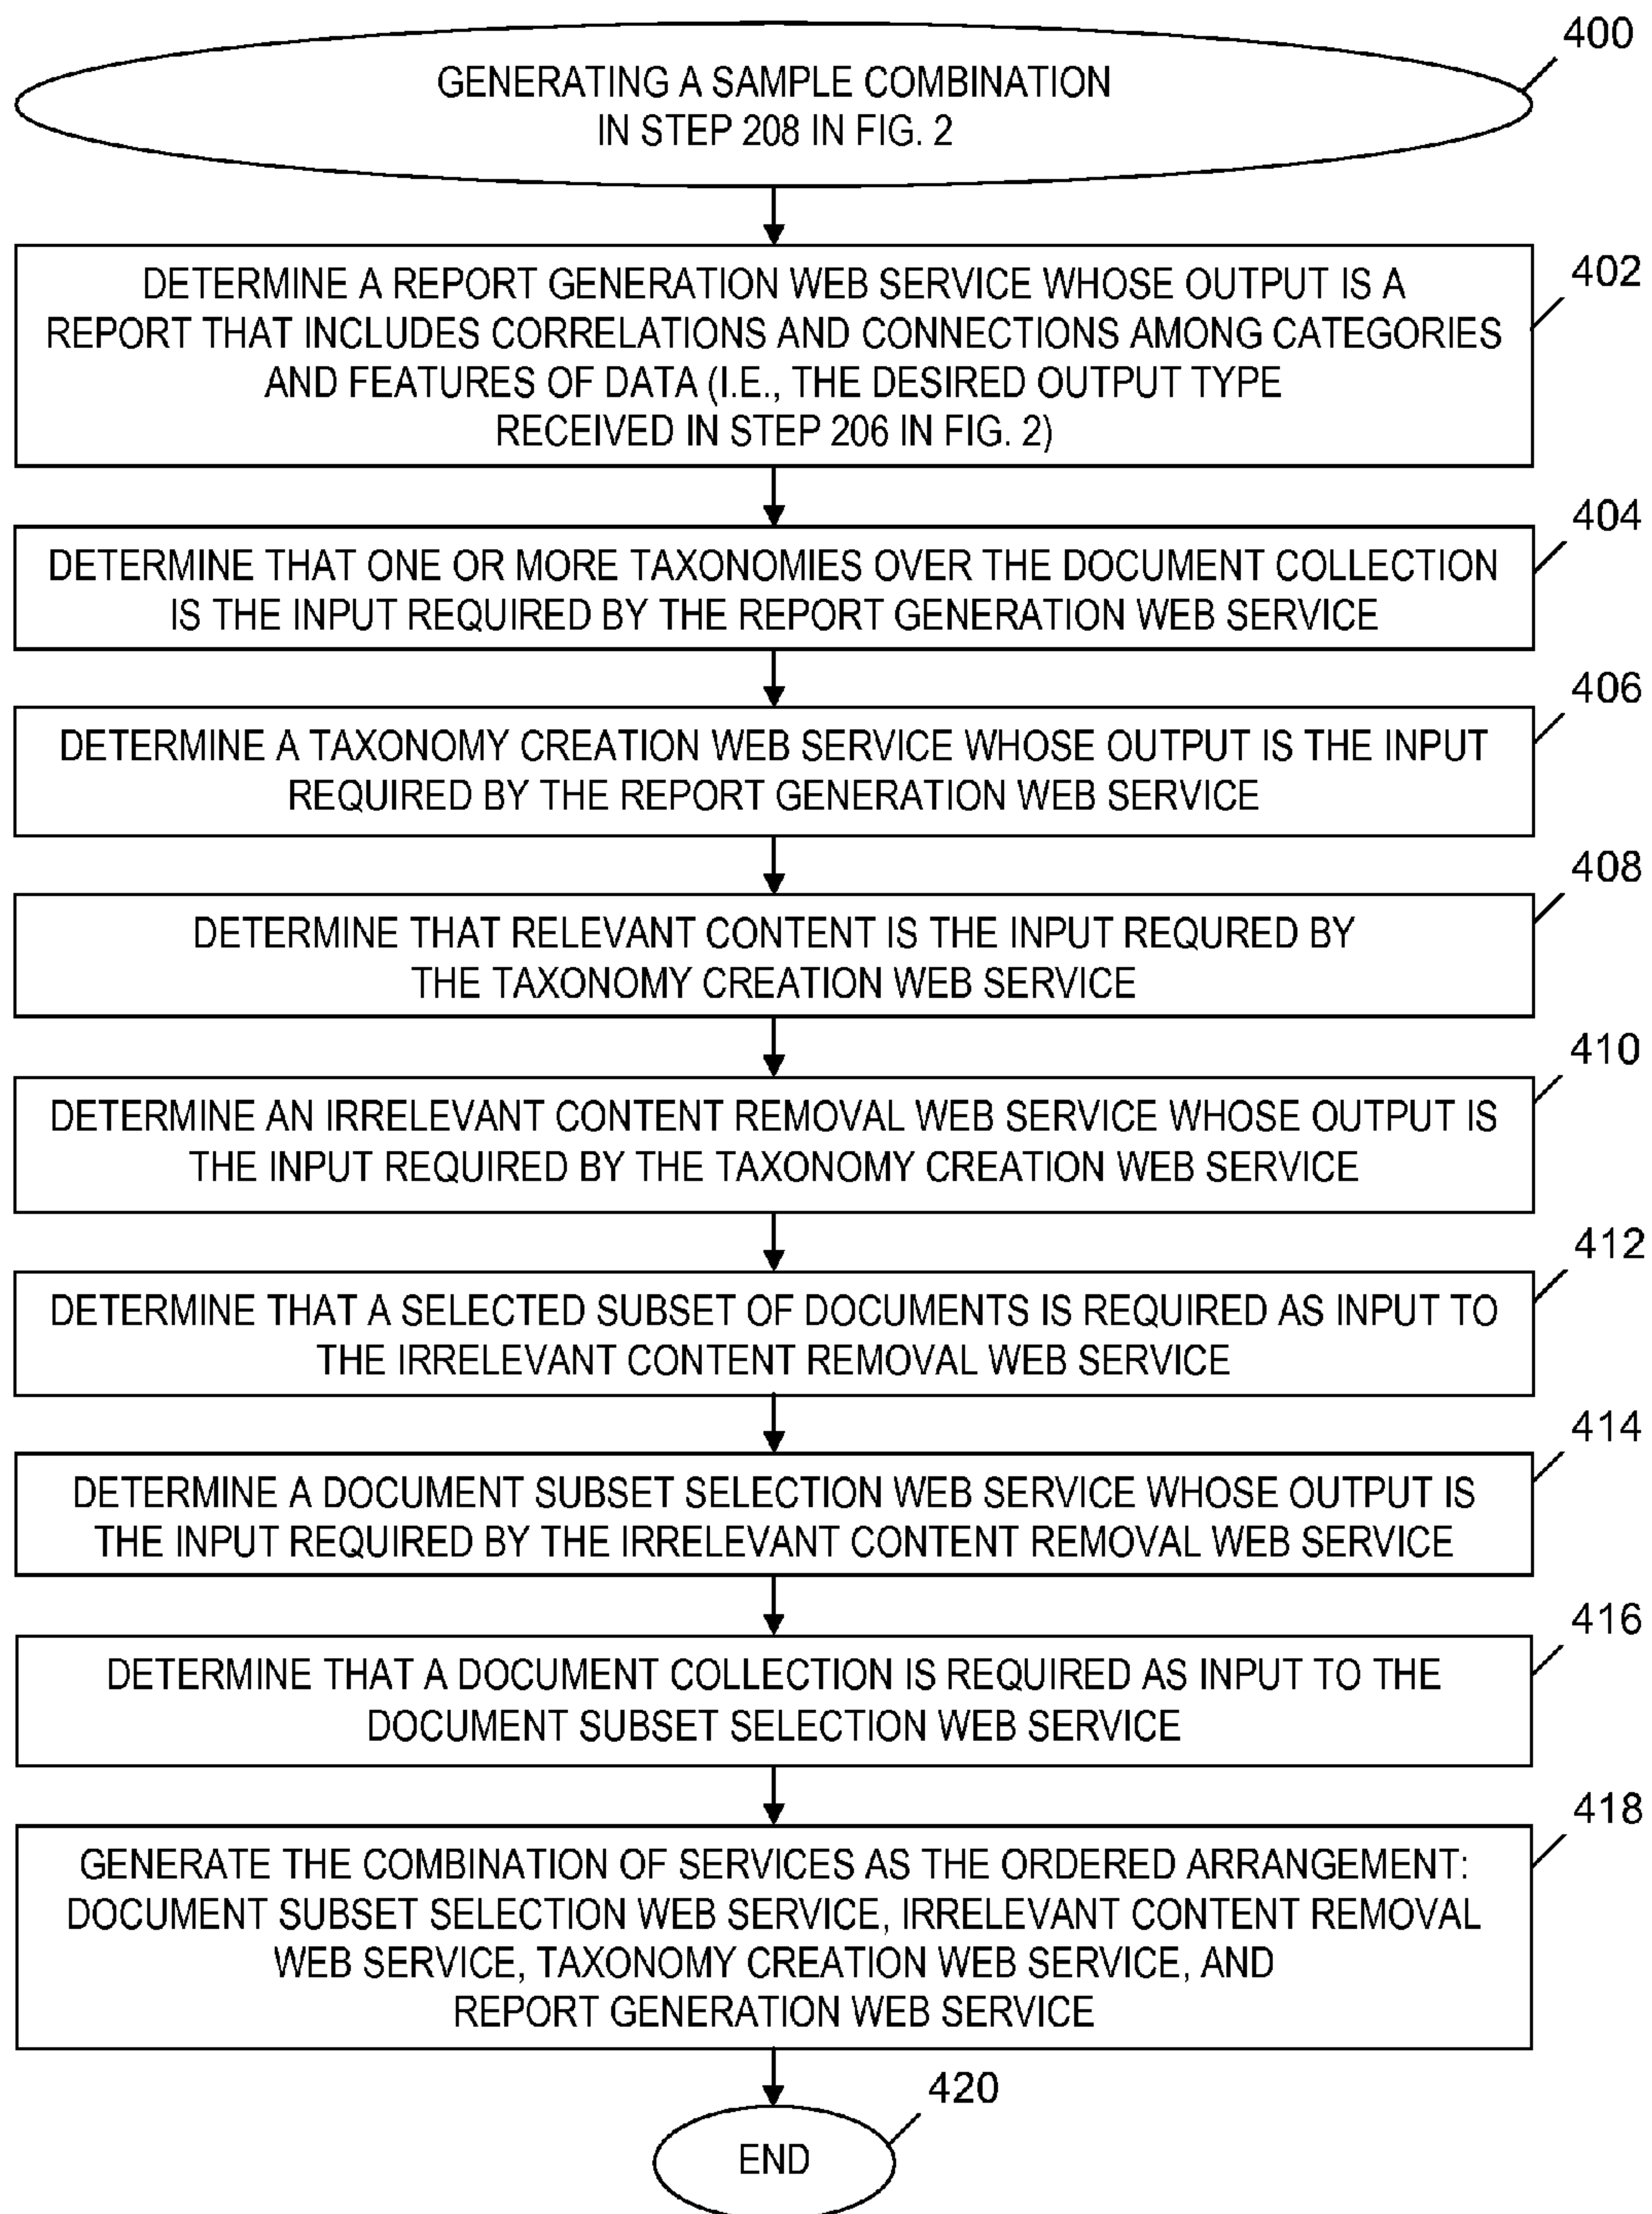 400
GENERATING A SAMPLE COMBINATION
IN STEP 208 IN FIG. 2
402
DETERMINE A REPORT GENERATION WEB SERVICE WHOSE OUTPUT IS A
REPORT THAT INCLUDES CORRELATIONS AND CONNECTIONS AMONG CATEGORIES
AND FEATURES OF DATA (I.E., THE DESIRED OUTPUT TYPE
RECEIVED IN STEP 206 IN FIG. 2)
404
DETERMINE THAT ONE OR MORE TAXONOMIES OVER THE DOCUMENT COLLECTION
IS THE INPUT REQUIRED BY THE REPORT GENERATION WEB SERVICE
406
DETERMINE A TAXONOMY CREATION WEB SERVICE WHOSE OUTPUT IS THE INPUT
REQUIRED BY THE REPORT GENERATION WEB SERVICE
408
DETERMINE THAT RELEVANT CONTENT IS THE INPUT REQURED BY
THE TAXONOMY CREATION WEB SERVICE
410
DETERMINE AN IRRELEVANT CONTENT REMOVAL WEB SERVICE WHOSE OUTPUT IS
THE INPUT REQUIRED BY THE TAXONOMY CREATION WEB SERVICE
412
DETERMINE THAT A SELECTED SUBSET OF DOCUMENTS IS REQUIRED AS INPUT TO
THE IRRELEVANT CONTENT REMOVAL WEB SERVICE
414
DETERMINE A DOCUMENT SUBSET SELECTION WEB SERVICE WHOSE OUTPUT IS
THE INPUT REQUIRED BY THE IRRELEVANT CONTENT REMOVAL WEB SERVICE
416
DETERMINE THAT A DOCUMENT COLLECTION IS REQUIRED AS INPUT TO THE
DOCUMENT SUBSET SELECTION WEB SERVICE
418
GENERATE THE COMBINATION OF SERVICES AS THE ORDERED ARRANGEMENT:
DOCUMENT SUBSET SELECTION WEB SERVICE, IRRELEVANT CONTENT REMOVAL
WEB SERVICE, TAXONOMY CREATION WEB SERVICE, AND
REPORT GENERATION WEB SERVICE
420
END